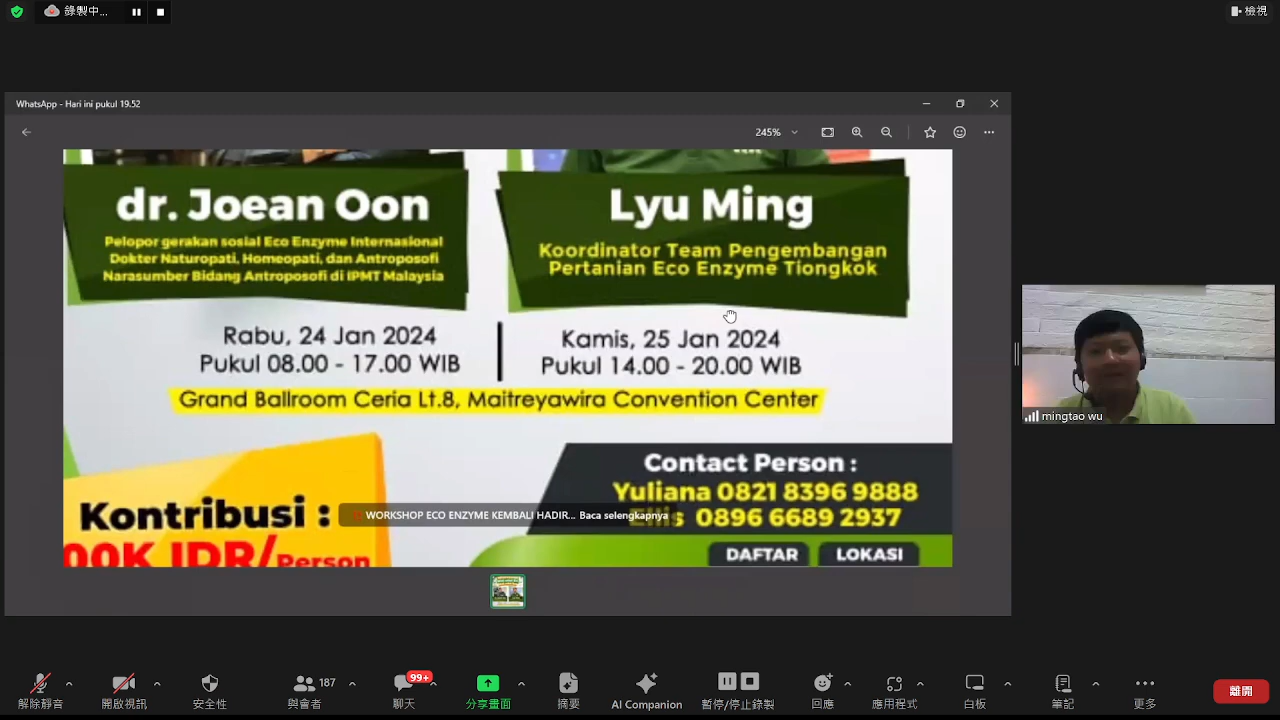 錄製中...
檢視
WhatsApp - Hari ini pukul 19.52
245%
dr. Joean Oon
Pelopor gerakan sosial Eco Enzyme Internasional
Dokter Naturopati, Homeopati, dan Antroposofi
Narasumber Bidang Antroposofi di IPMT Malaysia
Lyu Ming
Koordinator Team Pengembangan
Pertanian Eco Enzyme Tiongkok
Rabu, 24 Jan 2024
Pukul 08.00 - 17.00 WIB
Kamis, 25 Jan 2024
Pukul 14.00 - 20.00 WIB
Grand Ballroom Ceria Lt.8, Maitreyawira Convention Center
Kontribusi :
00K IDR/Person
Contact Person :
Yuliana 0821 8396 9888
Ellis 0896 6689 2937
WORKSHOP ECO ENZYME KEMBALI HADIR... Baca selengkapnya
DAFTAR
LOKASI
mingtao wu
187
99+
解除靜音
開啟視訊
安全性
與會者
聊天
分享畫面
摘要
AI Companion
暫停/停止錄製
回應
應用程式
白板
筆記
更多
離開